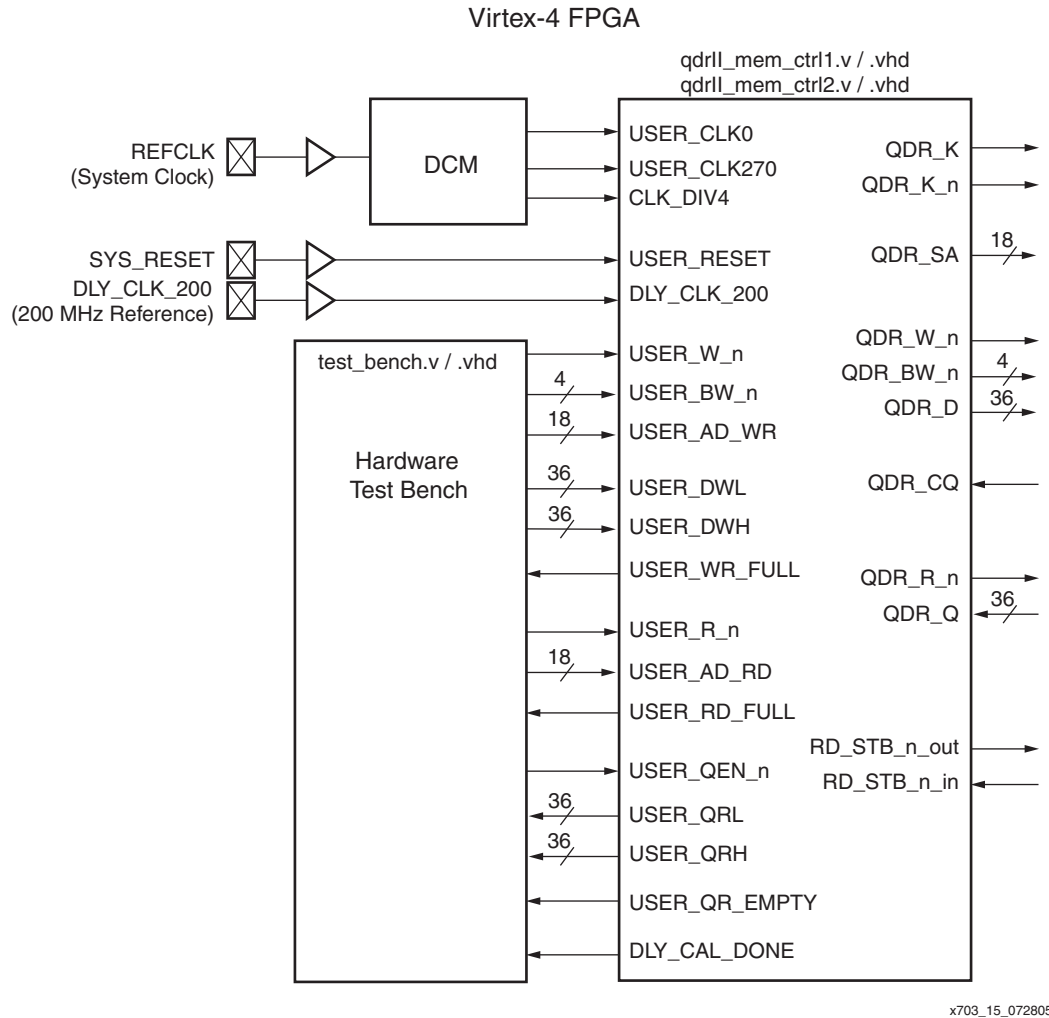 Virtex-4 FPGA
qdrII_mem_ctrl1.v / .vhd
qdrII_mem_ctrl2.v / .vhd
REFCLK
(System Clock)
DCM
USER_CLK0
USER_CLK270
CLK_DIV4
QDR_K
QDR_K_n
SYS_RESET
DLY_CLK_200
(200 MHz Reference)
USER_RESET
DLY_CLK_200
QDR_SA
18
test_bench.v / .vhd
Hardware
Test Bench
USER_W_n
4
USER_BW_n
18
USER_AD_WR
36
USER_DWL
36
USER_DWH
USER_WR_FULL
USER_R_n
18
USER_AD_RD
USER_RD_FULL
USER_QEN_n
36
USER_QRL
36
USER_QRH
USER_QR_EMPTY
DLY_CAL_DONE
QDR_W_n
QDR_BW_n
4
QDR_D
36
QDR_CQ
QDR_R_n
QDR_Q
36
RD_STB_n_out
RD_STB_n_in
x703_15_072805